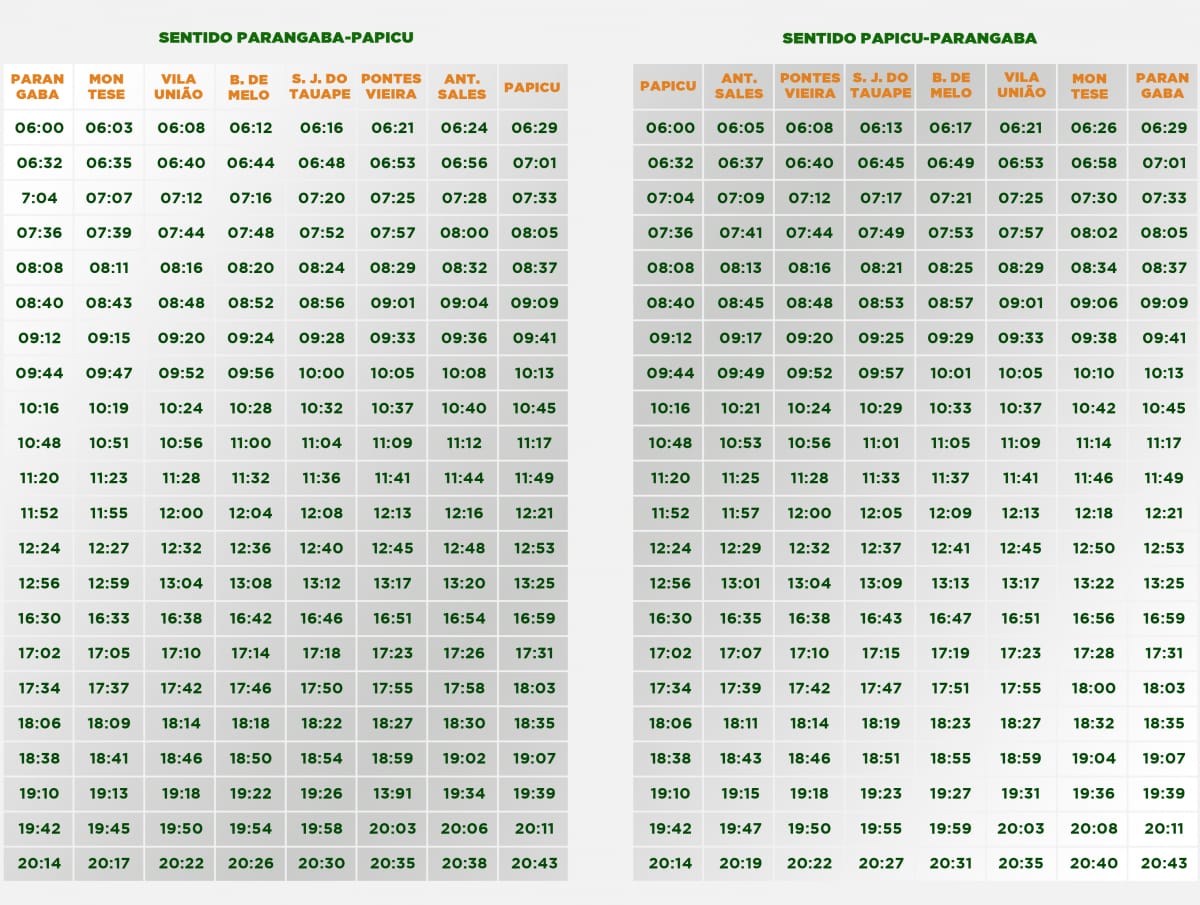 SENTIDO PARANGABA-PAPICU
PARAN GABA MON TESE VILA UNIÃO B. DE MELO S. J. DO TAUAPE PONTES VIEIRA ANT. SALES PAPICU
06:00 06:03 06:08 06:12 06:16 06:21 06:24 06:29
06:32 06:35 06:40 06:44 06:48 06:53 06:56 07:01
7:04 07:07 07:12 07:16 07:20 07:25 07:28 07:33
07:36 07:39 07:44 07:48 07:52 07:57 08:00 08:05
08:08 08:11 08:16 08:20 08:24 08:29 08:32 08:37
08:40 08:43 08:48 08:52 08:56 09:01 09:04 09:09
09:12 09:15 09:20 09:24 09:28 09:33 09:36 09:41
09:44 09:47 09:52 09:56 10:00 10:05 10:08 10:13
10:16 10:19 10:24 10:28 10:32 10:37 10:40 10:45
10:48 10:51 10:56 11:00 11:04 11:09 11:12 11:17
11:20 11:23 11:28 11:32 11:36 11:41 11:44 11:49
11:52 11:55 12:00 12:04 12:08 12:13 12:16 12:21
12:24 12:27 12:32 12:36 12:40 12:45 12:48 12:53
12:56 12:59 13:04 13:08 13:12 13:17 13:20 13:25
16:30 16:33 16:38 16:42 16:46 16:51 16:54 16:59
17:02 17:05 17:10 17:14 17:18 17:23 17:26 17:31
17:34 17:37 17:42 17:46 17:50 17:55 17:58 18:03
18:06 18:09 18:14 18:18 18:22 18:27 18:30 18:35
18:38 18:41 18:46 18:50 18:54 18:59 19:02 19:07
19:10 19:13 19:18 19:22 19:26 13:91 19:34 19:39
19:42 19:45 19:50 19:54 19:58 20:03 20:06 20:11
20:14 20:17 20:22 20:26 20:30 20:35 20:38 20:43
SENTIDO PAPICU-PARANGABA
PAPICU ANT. SALES PONTES VIEIRA S. J. DO TAUAPE B. DE MELO VILA UNIÃO MON TESE PARAN GABA
06:00 06:05 06:08 06:13 06:17 06:21 06:26 06:29
06:32 06:37 06:40 06:45 06:49 06:53 06:58 07:01
07:04 07:09 07:12 07:17 07:21 07:25 07:30 07:33
07:36 07:41 07:44 07:49 07:53 07:57 08:02 08:05
08:08 08:13 08:16 08:21 08:25 08:29 08:34 08:37
08:40 08:45 08:48 08:53 08:57 09:01 09:06 09:09
09:12 09:17 09:20 09:25 09:29 09:33 09:38 09:41
09:44 09:49 09:52 09:57 10:01 10:05 10:10 10:13
10:16 10:21 10:24 10:29 10:33 10:37 10:42 10:45
10:48 10:53 10:56 11:01 11:05 11:09 11:14 11:17
11:20 11:25 11:28 11:33 11:37 11:41 11:46 11:49
11:52 11:57 12:00 12:05 12:09 12:13 12:18 12:21
12:24 12:29 12:32 12:37 12:41 12:45 12:50 12:53
12:56 13:01 13:04 13:09 13:13 13:17 13:22 13:25
16:30 16:35 16:38 16:43 16:47 16:51 16:56 16:59
17:02 17:07 17:10 17:15 17:19 17:23 17:28 17:31
17:34 17:39 17:42 17:47 17:51 17:55 18:00 18:03
18:06 18:11 18:14 18:19 18:23 18:27 18:32 18:35
18:38 18:43 18:46 18:51 18:55 18:59 19:04 19:07
19:10 19:15 19:18 19:23 19:27 19:31 19:36 19:39
19:42 19:47 19:50 19:55 19:59 20:03 20:08 20:11
20:14 20:19 20:22 20:27 20:31 20:35 20:40 20:43